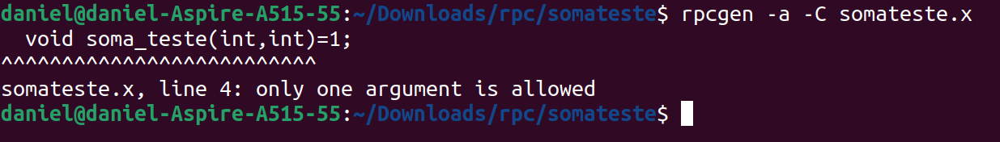 daniel@daniel-Aspire-A515-55:~/Downloads/rpc/somateste$ rpcgen -a -C somateste.x
  void soma_teste(int,int)=1;
^^^^^^^^^^^^^^^^^^^^^^^^^^
somateste.x, line 4: only one argument is allowed
daniel@daniel-Aspire-A515-55:~/Downloads/rpc/somateste$